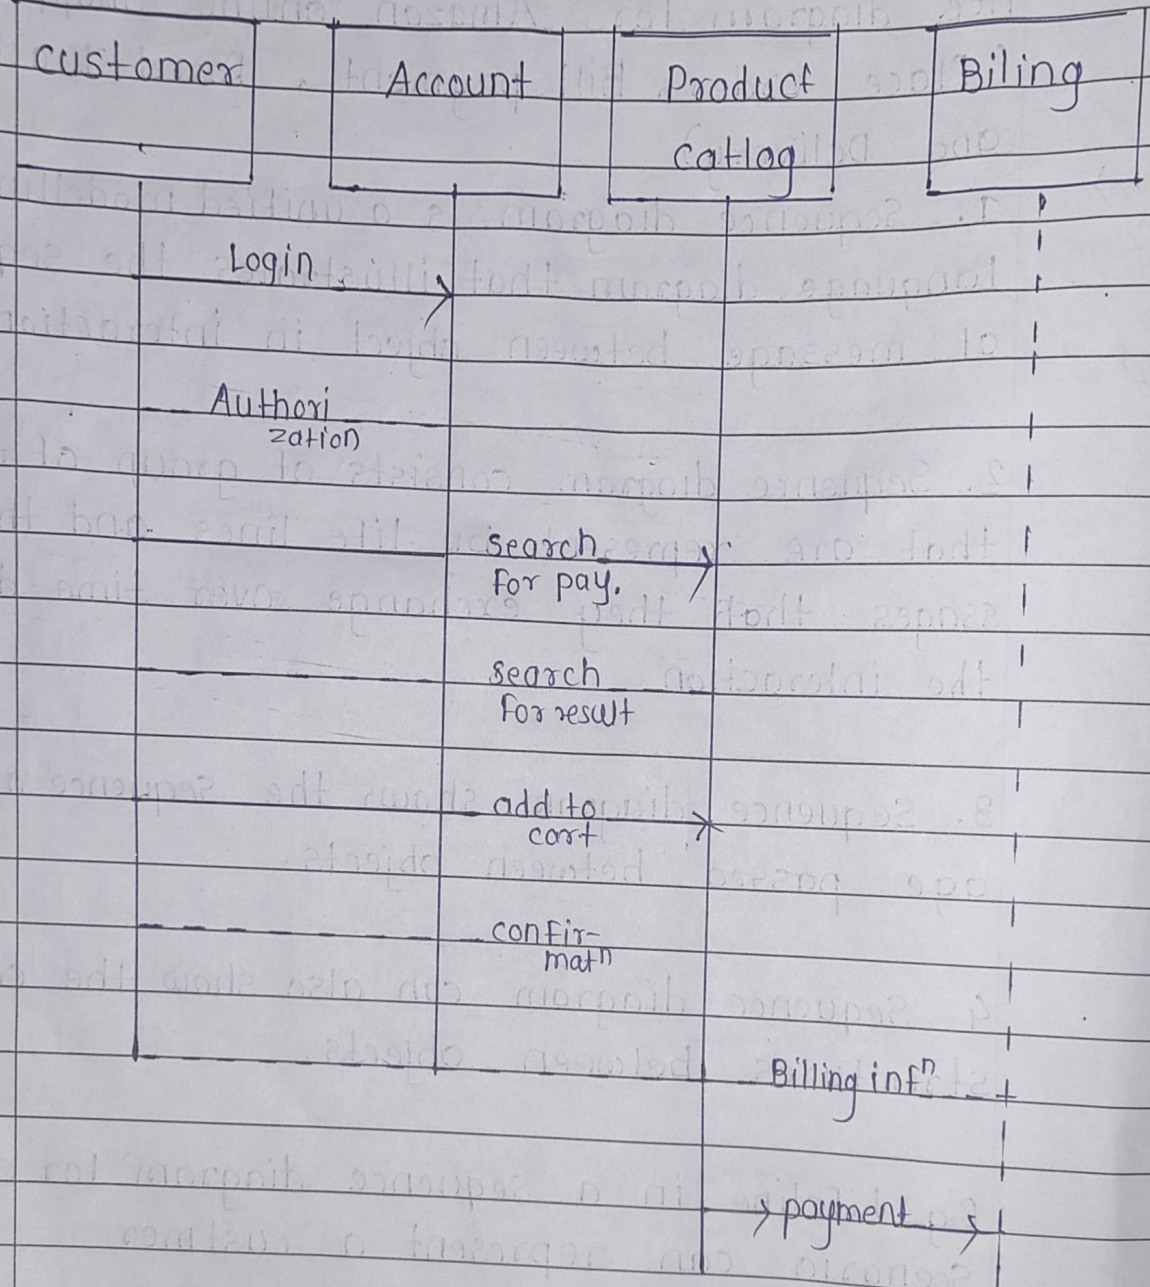 customer
Account
Product
catlog
Biling
Login
Authori
zation
search
for pay.
search
for result
add to
cart
confir-
matⁿ
Billing infⁿ
payment